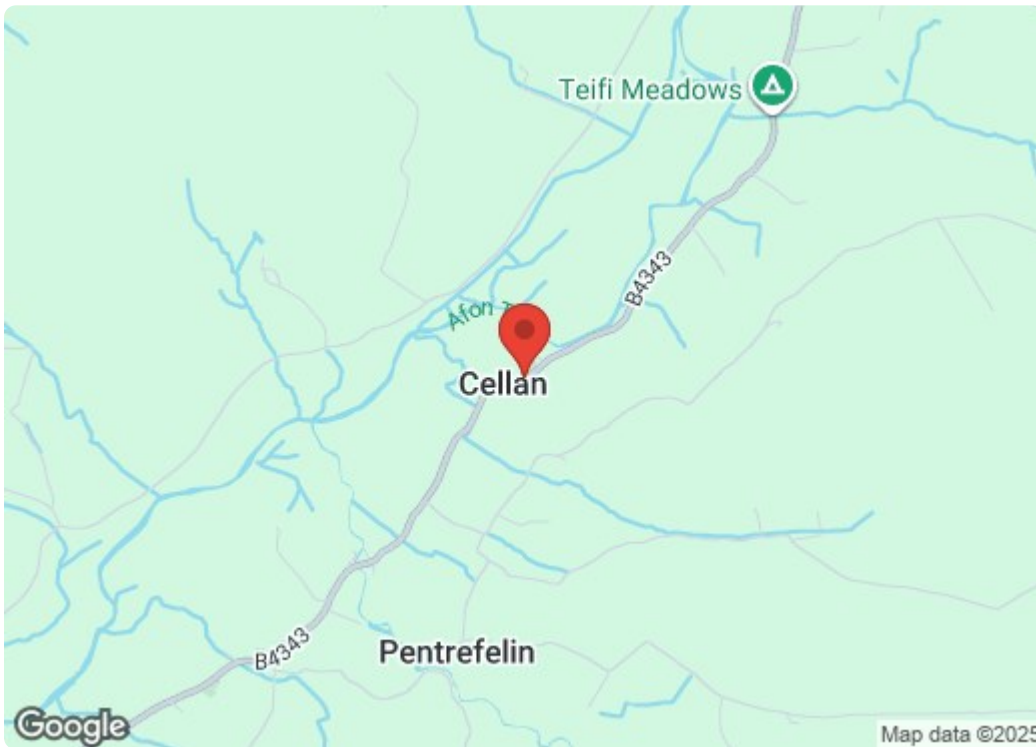 Teifi Meadows
B4343
Afon
Cellan
Pentrefelin
B4343
Google
Map data ©2025